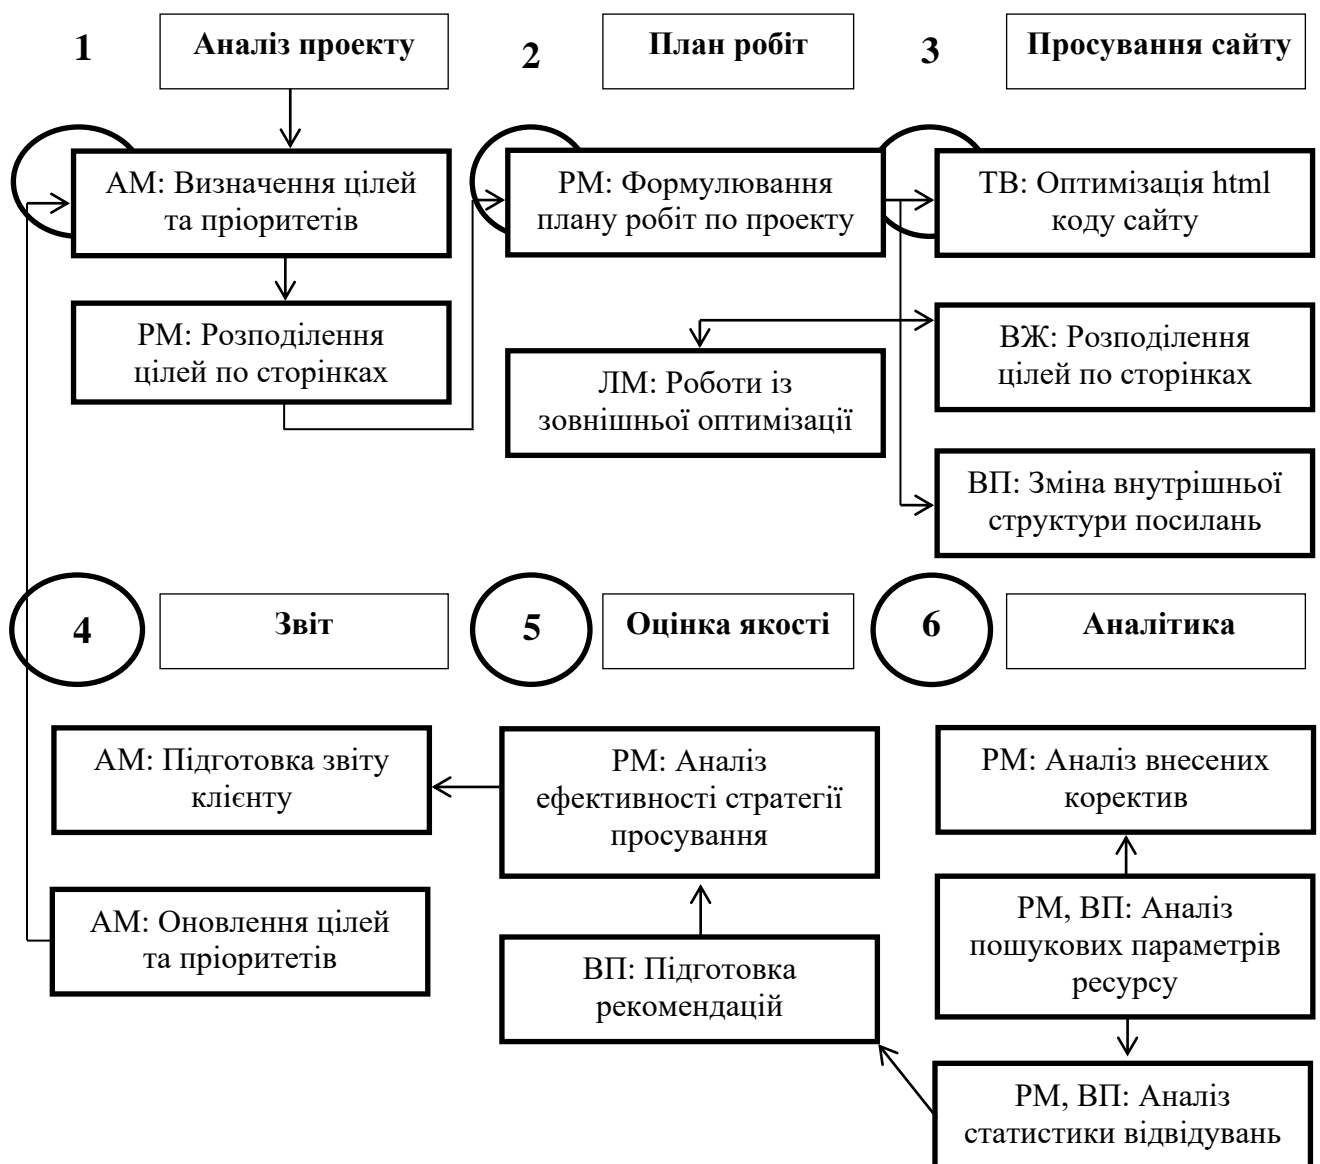 1
Аналіз проекту
2
План робіт
3
Просування сайту
АМ: Визначення цілей
та пріоритетів
РМ: Формулювання
плану робіт по проекту
ТВ: Оптимізація html
коду сайту
РМ: Розподілення
цілей по сторінках
ЛМ: Роботи із
зовнішньої оптимізації
ВЖ: Розподілення
цілей по сторінках
ВП: Зміна внутрішньої
структури посилань
4
Звіт
5
Оцінка якості
6
Аналітика
АМ: Підготовка звіту
клієнту
РМ: Аналіз
ефективності стратегії
просування
РМ: Аналіз внесених
коректив
АМ: Оновлення цілей
та пріоритетів
ВП: Підготовка
рекомендацій
РМ, ВП: Аналіз
пошукових параметрів
ресурсу
РМ, ВП: Аналіз
статистики відвідувань